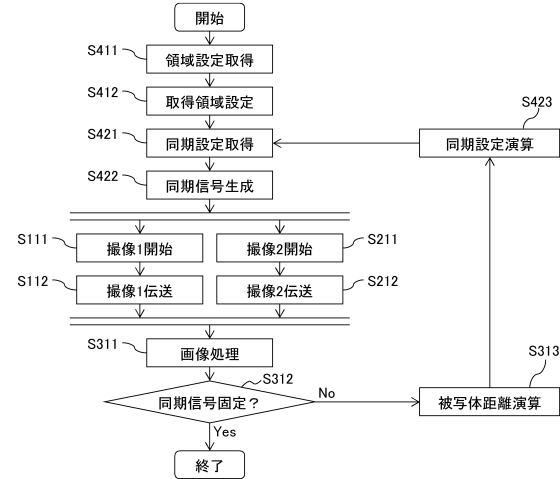 開始
S411
領域設定取得
S412
取得領域設定
S423
S421
同期設定取得
同期設定演算
S422
同期信号生成
S111
撮像1開始
撮像2開始
S211
S112
撮像1伝送
撮像2伝送
S212
S311
画像処理
S313
S312
同期信号固定？
No
被写体距離演算
Yes
終了